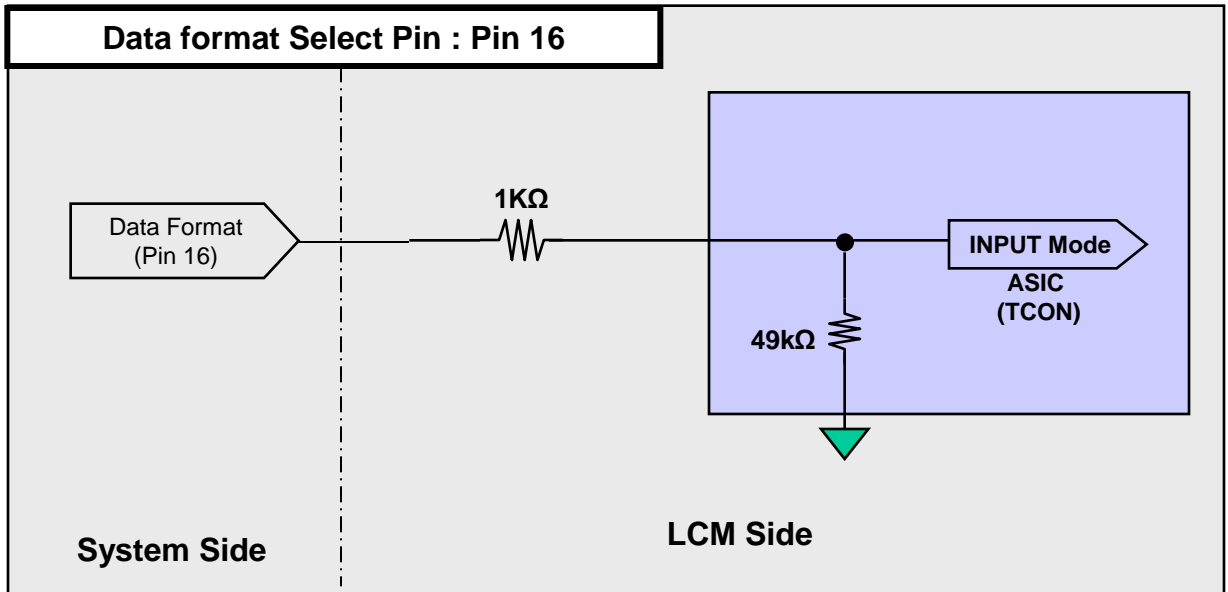 Data format Select Pin : Pin 16
1KΩ
Data Format
(Pin 16)
INPUT Mode
ASIC
(TCON)
49kΩ
System Side
LCM Side